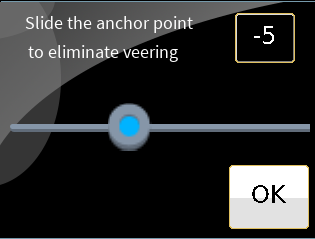 Slide the anchor point
to eliminate veering
-5
OK